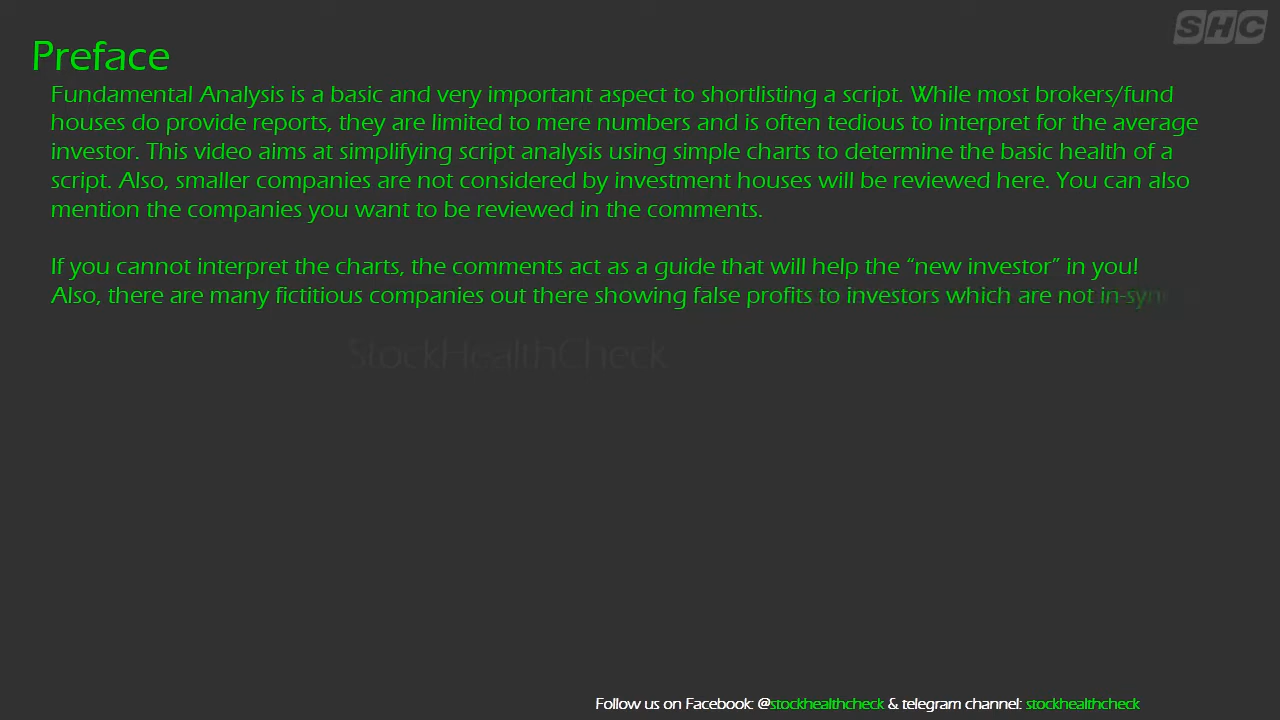 SHC
Preface
Fundamental Analysis is a basic and very important aspect to shortlisting a script. While most brokers/fund
houses do provide reports, they are limited to mere numbers and is often tedious to interpret for the average
investor. This video aims at simplifying script analysis using simple charts to determine the basic health of a
script. Also, smaller companies are not considered by investment houses will be reviewed here. You can also
mention the companies you want to be reviewed in the comments.
If you cannot interpret the charts, the comments act as a guide that will help the “new investor” in you!
Also, there are many fictitious companies out there showing false profits to investors which are not
StockHealthCheck
Follow us on Facebook: @stockhealthcheck & telegram channel: stockhealthcheck